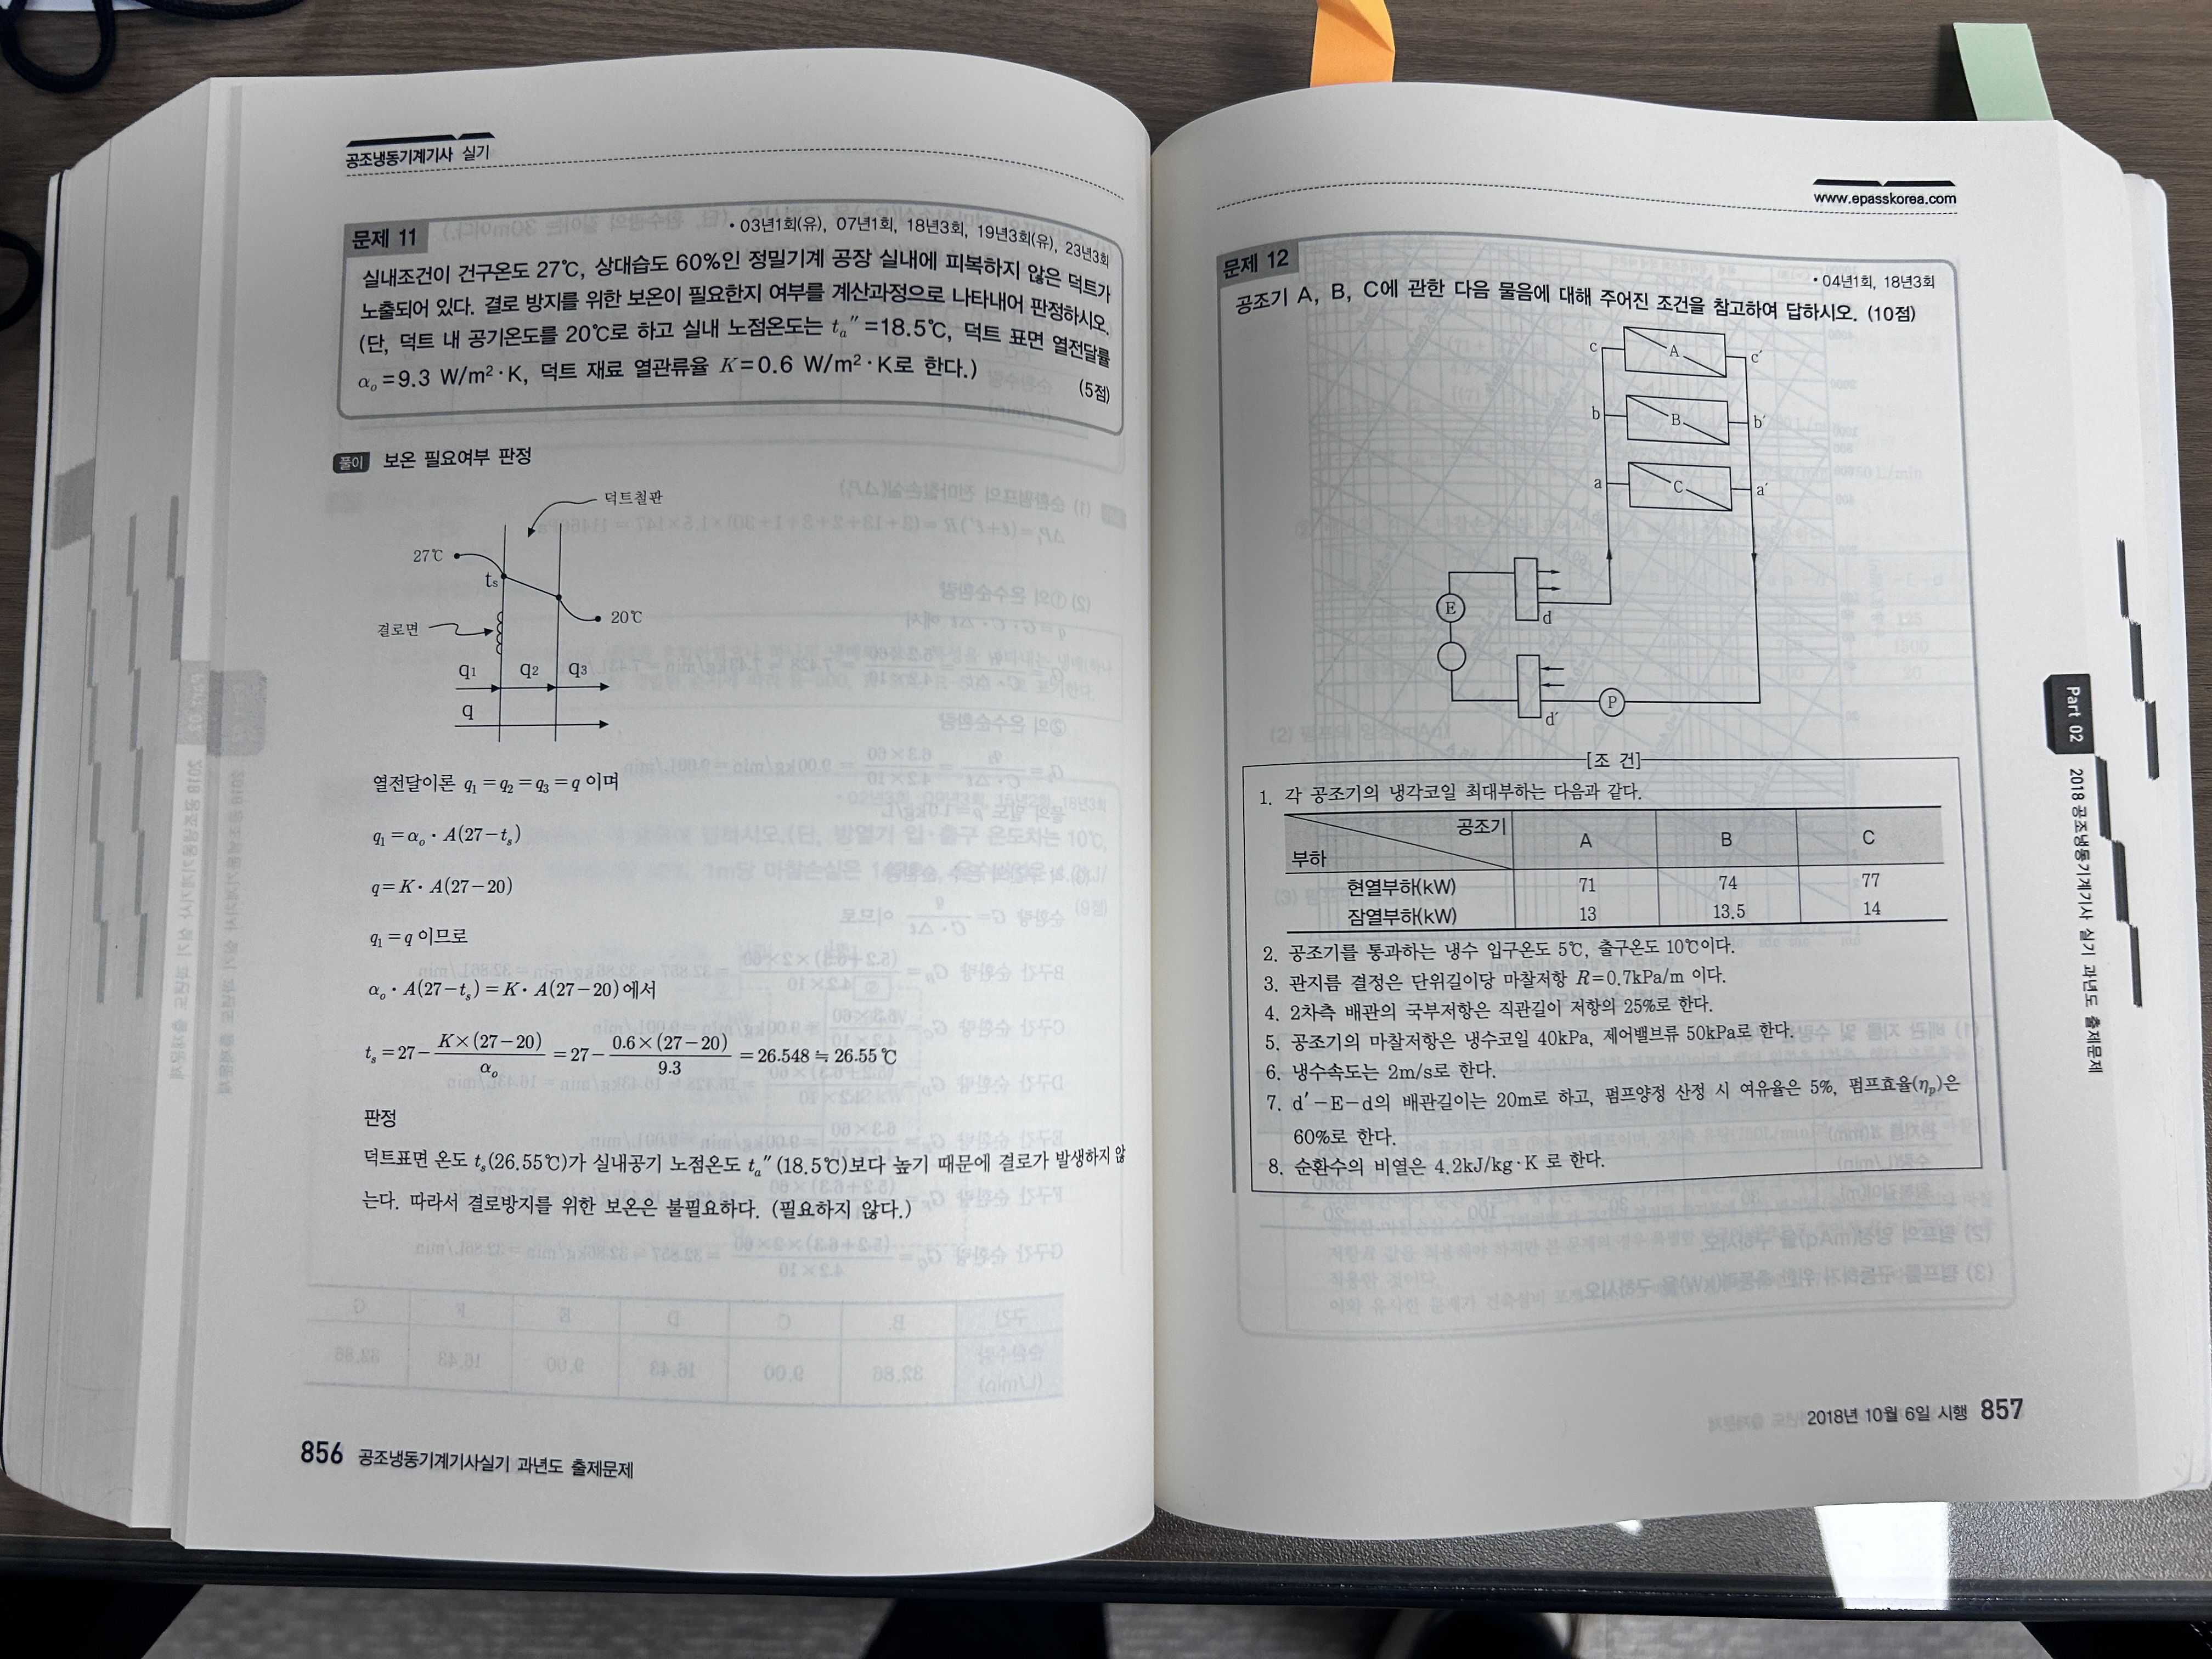 공조냉동기계기사 실기
문제 11
• 03년1회(유), 07년1회, 18년3회, 19년3회(유), 23년3회
실내조건이 건구온도 27℃, 상대습도 60%인 정밀기계 공장 실내에 피복하지 않은 덕트가
노출되어 있다. 결로 방지를 위한 보온이 필요한지 여부를 계산과정으로 나타내어 판정하시오.
(단, 덕트 내 공기온도를 20℃로 하고 실내 노점온도는 tₐ″=18.5℃, 덕트 표면 열전달률
αₒ=9.3 W/m²·K, 덕트 재료 열관류율 K=0.6 W/m²·K로 한다.)
(5점)
풀이 보온 필요여부 판정
덕트철판
27℃
tₛ
20℃
결로면
q₁ q₂ q₃
q
열전달이론 q₁=q₂=q₃=q 이며
q₁=αₒ·A(27-tₛ)
q=K·A(27-20)
q₁=q 이므로
αₒ·A(27-tₛ)=K·A(27-20)에서
tₛ=27-K×(27-20)/αₒ=27-0.6×(27-20)/9.3=26.548≒26.55℃
판정
덕트표면 온도 tₛ(26.55℃)가 실내공기 노점온도 tₐ″(18.5℃)보다 높기 때문에 결로가 발생하지 않
는다. 따라서 결로방지를 위한 보온은 불필요하다. (필요하지 않다.)
856 공조냉동기계기사실기 과년도 출제문제
www.epasskorea.com
문제 12
• 04년1회, 18년3회
공조기 A, B, C에 관한 다음 물음에 대해 주어진 조건을 참고하여 답하시오. (10점)
c A c′
b B b′
a C a′
E
d
d′
P
[조 건]
1. 각 공조기의 냉각코일 최대부하는 다음과 같다.
공조기
부하
A B C
현열부하(kW) 71 74 77
잠열부하(kW) 13 13.5 14
2. 공조기를 통과하는 냉수 입구온도 5℃, 출구온도 10℃이다.
3. 관지름 결정은 단위길이당 마찰저항 R=0.7kPa/m 이다.
4. 2차측 배관의 국부저항은 직관길이 저항의 25%로 한다.
5. 공조기의 마찰저항은 냉수코일 40kPa, 제어밸브류 50kPa로 한다.
6. 냉수속도는 2m/s로 한다.
7. d′-E-d의 배관길이는 20m로 하고, 펌프양정 산정 시 여유율은 5%, 펌프효율(ηₚ)은
60%로 한다.
8. 순환수의 비열은 4.2kJ/kg·K 로 한다.
Part 02
2018 공조냉동기계기사 실기 과년도 출제문제
2018년 10월 6일 시행 857